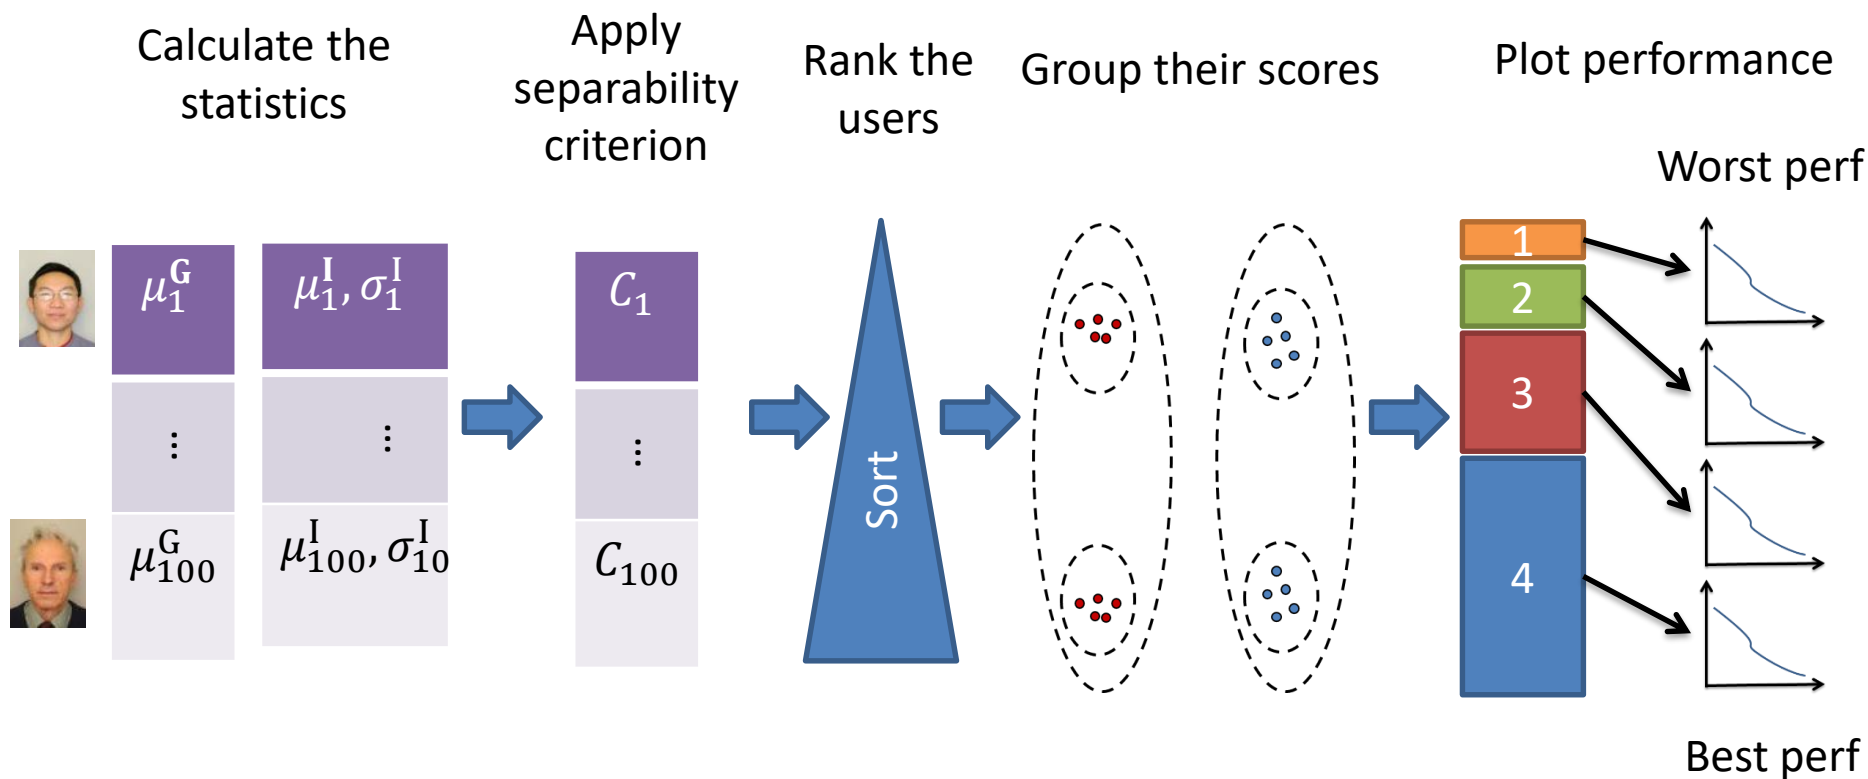 Calculate the
statistics
Apply
separability
criterion
Rank the
users
Group their scores
Plot performance
Worst perf
μ₁ᴳ
μ₁ᴵ, σ₁ᴵ
C₁
⋮
⋮
⋮
μ₁₀₀ᴳ
μ₁₀₀ᴵ, σ₁₀ᴵ
C₁₀₀
Sort
1
2
3
4
Best perf